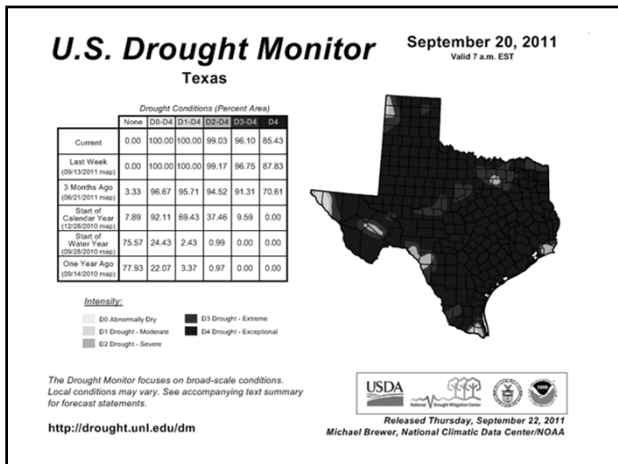 U.S. Drought Monitor
Texas
September 20, 2011
Valid 7 a.m. EST
Drought Conditions (Percent Area)
None D0-D4 D1-D4 D2-D4 D3-D4 D4
Current 0.00 100.00 100.00 99.03 96.10 85.43
Last Week
(09/13/2011 map)
0.00 100.00 100.00 99.17 96.75 87.83
3 Months Ago
(06/21/2011 map)
3.33 96.67 95.71 94.52 91.31 70.61
Start of
Calendar Year
(12/28/2010 map)
7.89 92.11 69.43 37.46 9.59 0.00
Start of
Water Year
(09/28/2010 map)
75.57 24.43 2.43 0.99 0.00 0.00
One Year Ago
(09/14/2010 map)
77.93 22.07 3.37 0.97 0.00 0.00
Intensity:
D0 Abnormally Dry
D1 Drought - Moderate
D2 Drought - Severe
D3 Drought - Extreme
D4 Drought - Exceptional
The Drought Monitor focuses on broad-scale conditions.
Local conditions may vary. See accompanying text summary
for forecast statements.
http://drought.unl.edu/dm
USDA
National Drought Mitigation Center
Released Thursday, September 22, 2011
Michael Brewer, National Climatic Data Center/NOAA